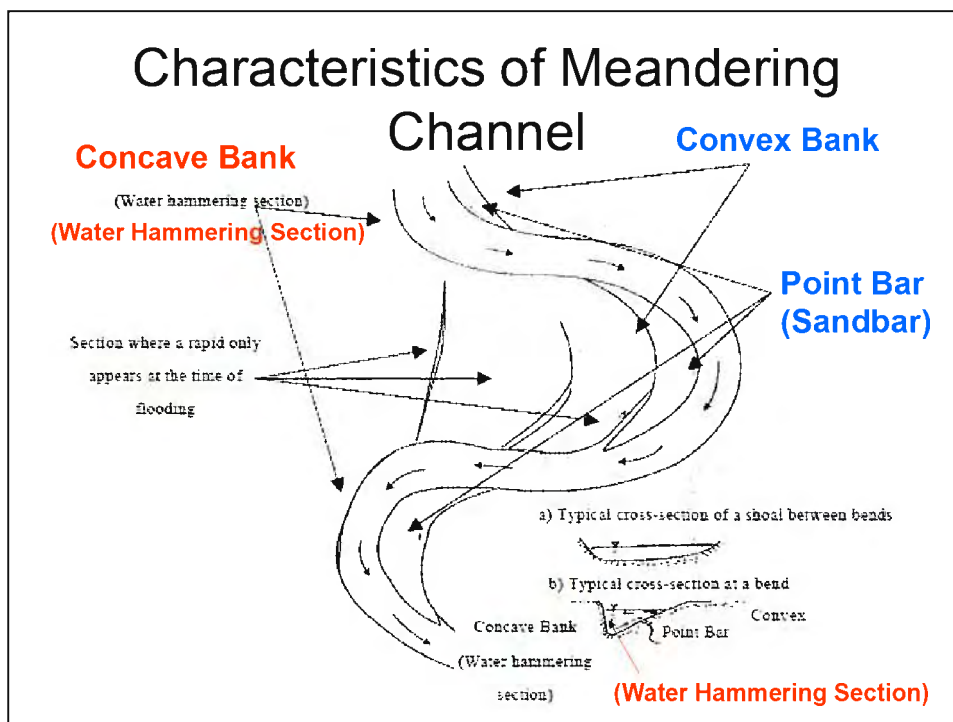 Characteristics of Meandering
Channel
Concave Bank
(Water hammering section)
(Water Hammering Section)
Convex Bank
Point Bar
(Sandbar)
Section where a rapid only
appears at the time of
flooding
a) Typical cross-section of a shoal between bends
b) Typical cross-section at a bend
Concave Bank
(Water hammering
section)
Convex
Point Bar
(Water Hammering Section)